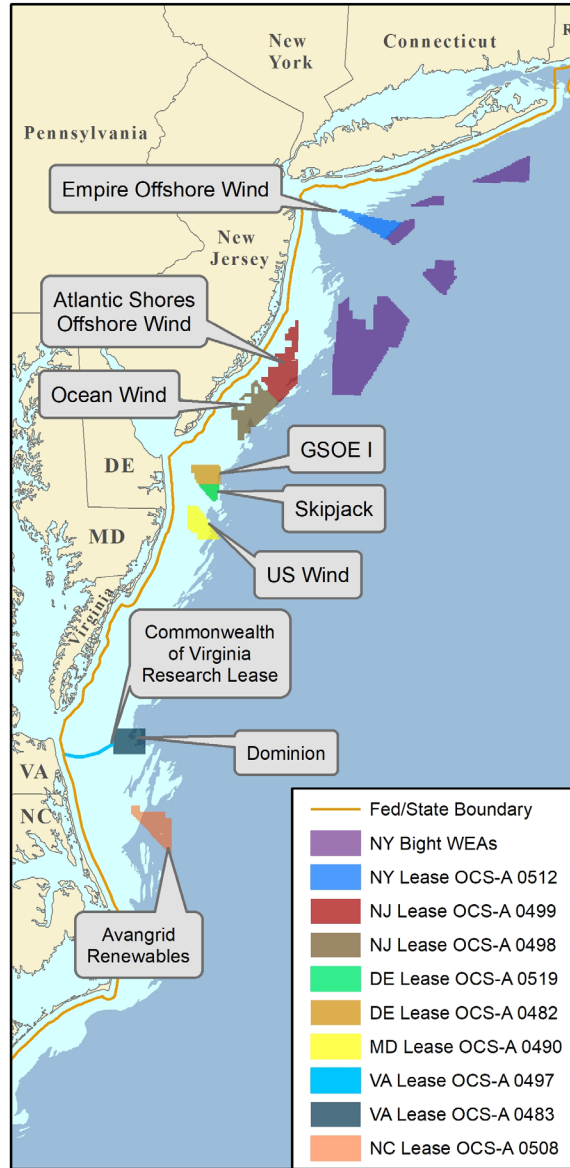 New
York
Connecticut
R
Pennsylvania
Empire Offshore Wind
New
Jersey
Atlantic Shores
Offshore Wind
Ocean Wind
GSOE I
DE
Skipjack
MD
US Wind
Virginia
Commonwealth
of Virginia
Research Lease
Dominion
VA
NC
Avangrid
Renewables
Fed/State Boundary
NY Bight WEAs
NY Lease OCS-A 0512
NJ Lease OCS-A 0499
NJ Lease OCS-A 0498
DE Lease OCS-A 0519
DE Lease OCS-A 0482
MD Lease OCS-A 0490
VA Lease OCS-A 0497
VA Lease OCS-A 0483
NC Lease OCS-A 0508